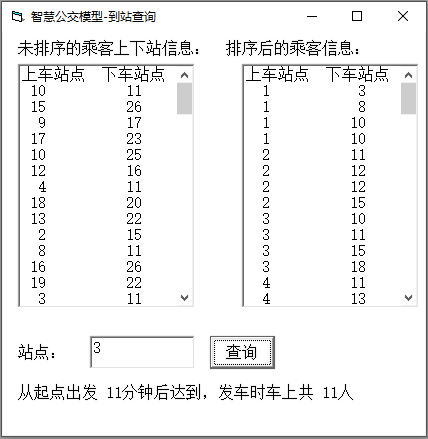 智慧公交模型-到站查询
未排序的乘客上下站信息： 排序后的乘客信息：
上车站点 下车站点 上车站点 下车站点
10 11 1 3
15 26 1 8
9 17 1 10
17 23 1 10
10 25 2 11
12 16 2 12
4 11 2 12
18 20 2 15
13 22 3 10
2 15 3 11
8 11 3 15
16 26 3 18
19 22 4 11
3 11 4 13
站点： 3 查询
从起点出发 11分钟后达到，发车时车上共 11人